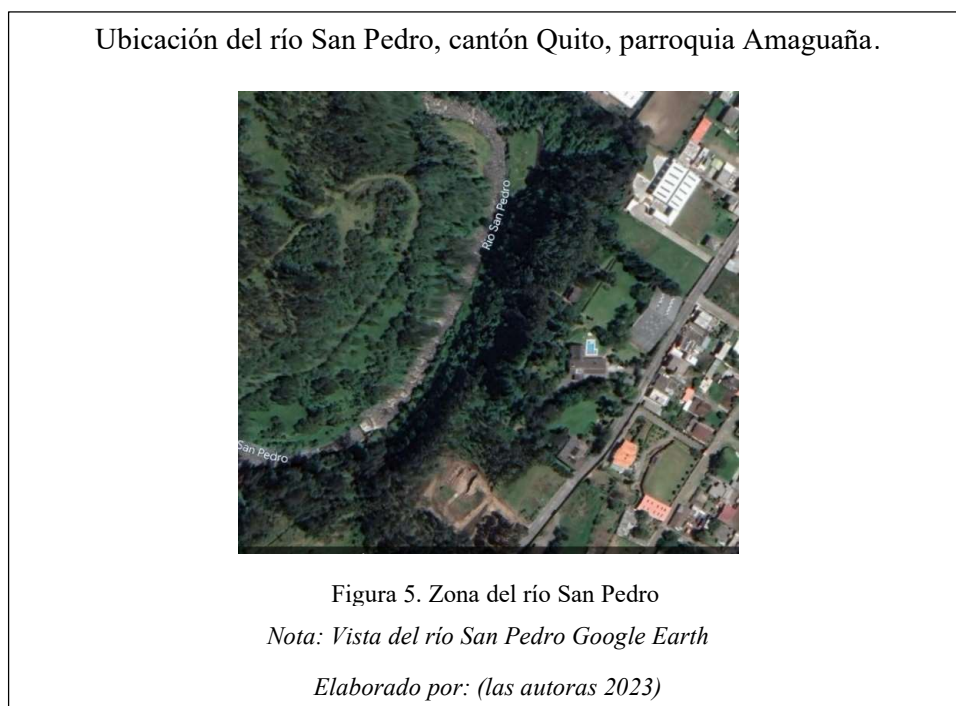 Ubicación del río San Pedro, cantón Quito, parroquia Amaguaña.
Río San Pedro
San Pedro
Figura 5. Zona del río San Pedro
Nota: Vista del río San Pedro Google Earth
Elaborado por: (las autoras 2023)